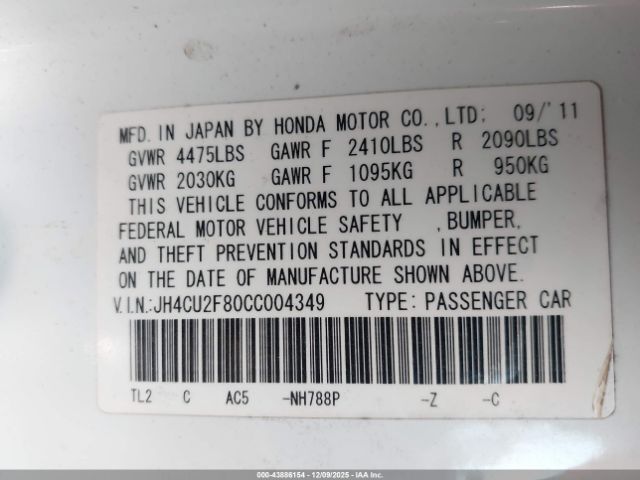 MFD. IN JAPAN BY HONDA MOTOR CO., LTD; 09/'11
GVWR 4475LBS GAWR F 2410LBS R 2090LBS
GVWR 2030KG GAWR F 1095KG R 950KG
THIS VEHICLE CONFORMS TO ALL APPLICABLE
FEDERAL MOTOR VEHICLE SAFETY , BUMPER,
AND THEFT PREVENTION STANDARDS IN EFFECT
ON THE DATE OF MANUFACTURE SHOWN ABOVE.
V.I.N.:JH4CU2F80CC004349 TYPE: PASSENGER CAR
TL2 C AC5 -NH788P -Z -C
000-43886154 - 12/09/2025 - IAA